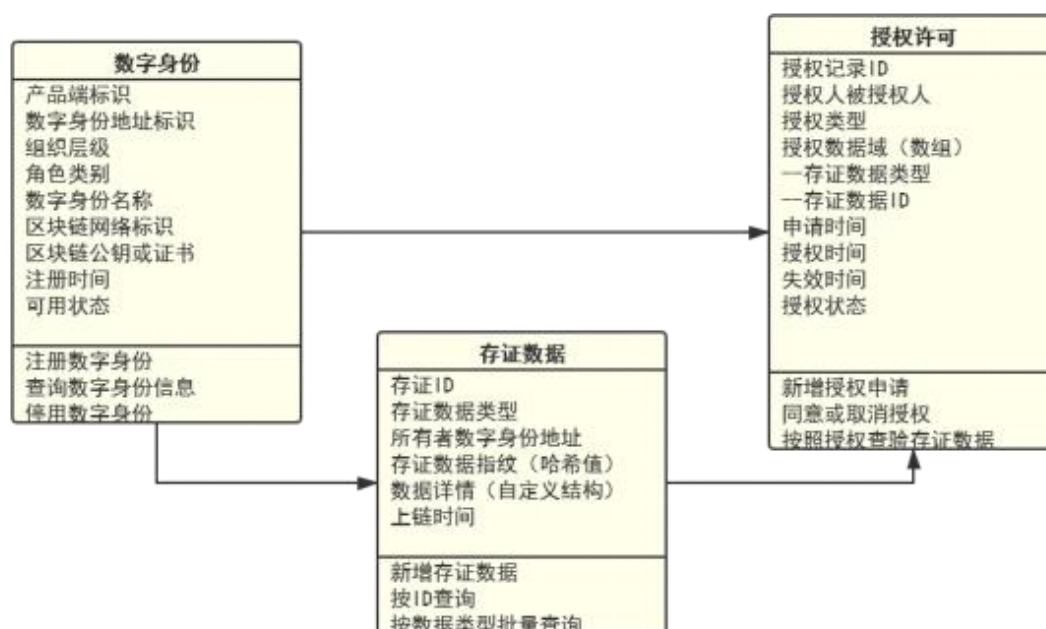 数字身份
产品端标识
数字身份地址标识
组织层级
角色类别
数字身份名称
区块链网络标识
区块链公钥或证书
注册时间
可用状态
注册数字身份
查询数字身份信息
停用数字身份
存证数据
存证ID
存证数据类型
所有者数字身份地址
存证数据指纹（哈希值）
数据详情（自定义结构）
上链时间
新增存证数据
按ID查询
按数据类型批量查询
授权许可
授权记录ID
授权人被授权人
授权类型
授权数据域（数组）
—存证数据类型
—存证数据ID
申请时间
授权时间
失效时间
授权状态
新增授权申请
同意或取消授权
按照授权查验存证数据